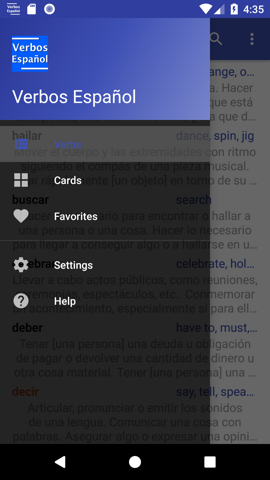 Verbos
Español
4:35
Verbos
Español
Verbos Español
ange, o...
Hacer
que está
a que d...
hallar
dance, spin, jig
Mover el cuerpo y las extremidades con ritmo
siguiendo el compás de una pieza musical.
rápidamente [un objeto] en torno de su
Cards
buscar
search
Hacer lo necesario para encontrar o hallar a
una persona o una cosa. Hacer lo necesario
para llegar a conseguir algo o a hallarse en u...
Favorites
celebrate, hol...
Settings
Llevar a cabo actos públicos, como reuniones,
ceremonias, espectáculos, etc. Conmemorar
un acontecimiento, especialmente si para ell...
Help
deber
have to, must,...
Tener [una persona] una deuda u obligación
de pagar o devolver una cantidad de dinero u
otra cosa material. Tener [una persona] una
decir
say, tell, spea...
Articular, pronunciar o emitir los sonidos
de una lengua. Comunicar una cosa con
palabras. Asegurar algo o expresar una opini...